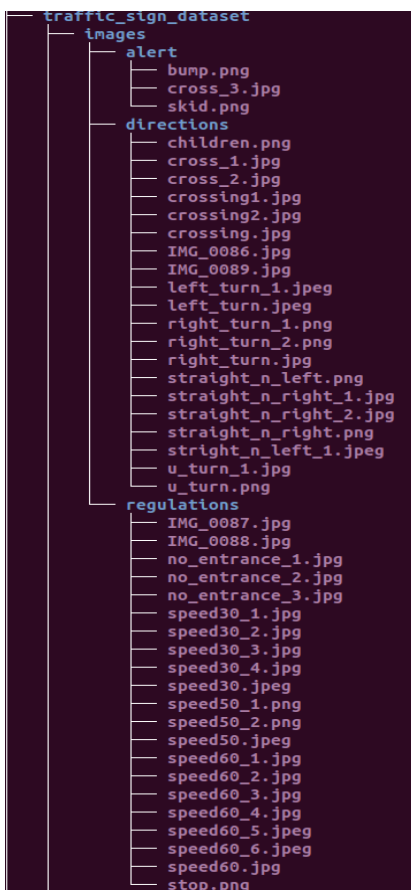 traffic_sign_dataset
images
alert
bump.png
cross_3.jpg
skid.png
directions
children.png
cross_1.jpg
cross_2.jpg
crossing1.jpg
crossing2.jpg
crossing.jpg
IMG_0086.jpg
IMG_0089.jpg
left_turn_1.jpeg
left_turn.jpeg
right_turn_1.png
right_turn_2.png
right_turn.jpg
straight_n_left.png
straight_n_right_1.jpg
straight_n_right_2.jpg
straight_n_right.png
stright_n_left_1.jpeg
u_turn_1.jpg
u_turn.png
regulations
IMG_0087.jpg
IMG_0088.jpg
no_entrance_1.jpg
no_entrance_2.jpg
no_entrance_3.jpg
speed30_1.jpg
speed30_2.jpg
speed30_3.jpg
speed30_4.jpg
speed30.jpeg
speed50_1.png
speed50_2.png
speed50.jpeg
speed60_1.jpg
speed60_2.jpg
speed60_3.jpg
speed60_4.jpg
speed60_5.jpeg
speed60_6.jpeg
speed60.jpg
stop.png